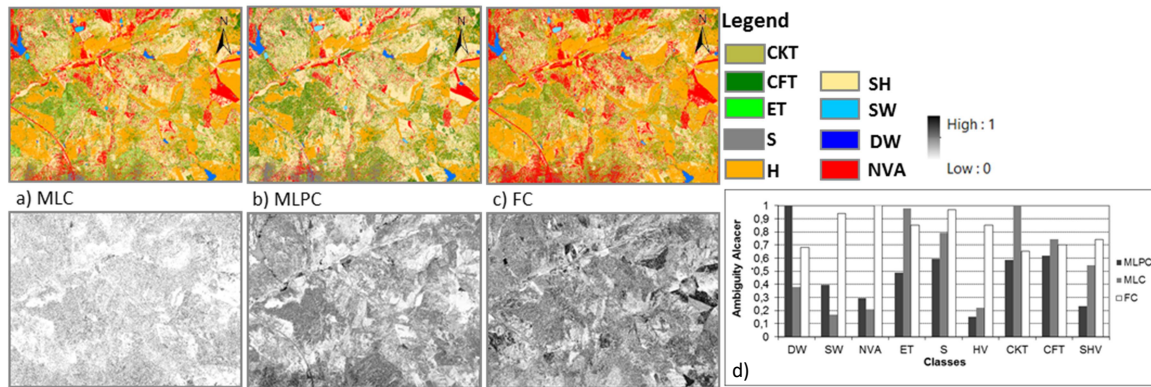 N
N
N
Legend
CKT
CFT
ET
S
H
SH
SW
DW
NVA
High : 1
Low : 0
a) MLC
b) MLPC
c) FC
Ambiguity Alcacer
1
0,9
0,8
0,7
0,6
0,5
0,4
0,3
0,2
0,1
0
DW SW NVA ET S HV CKT CFT SHV
Classes
MLPC
MLC
FC
d)